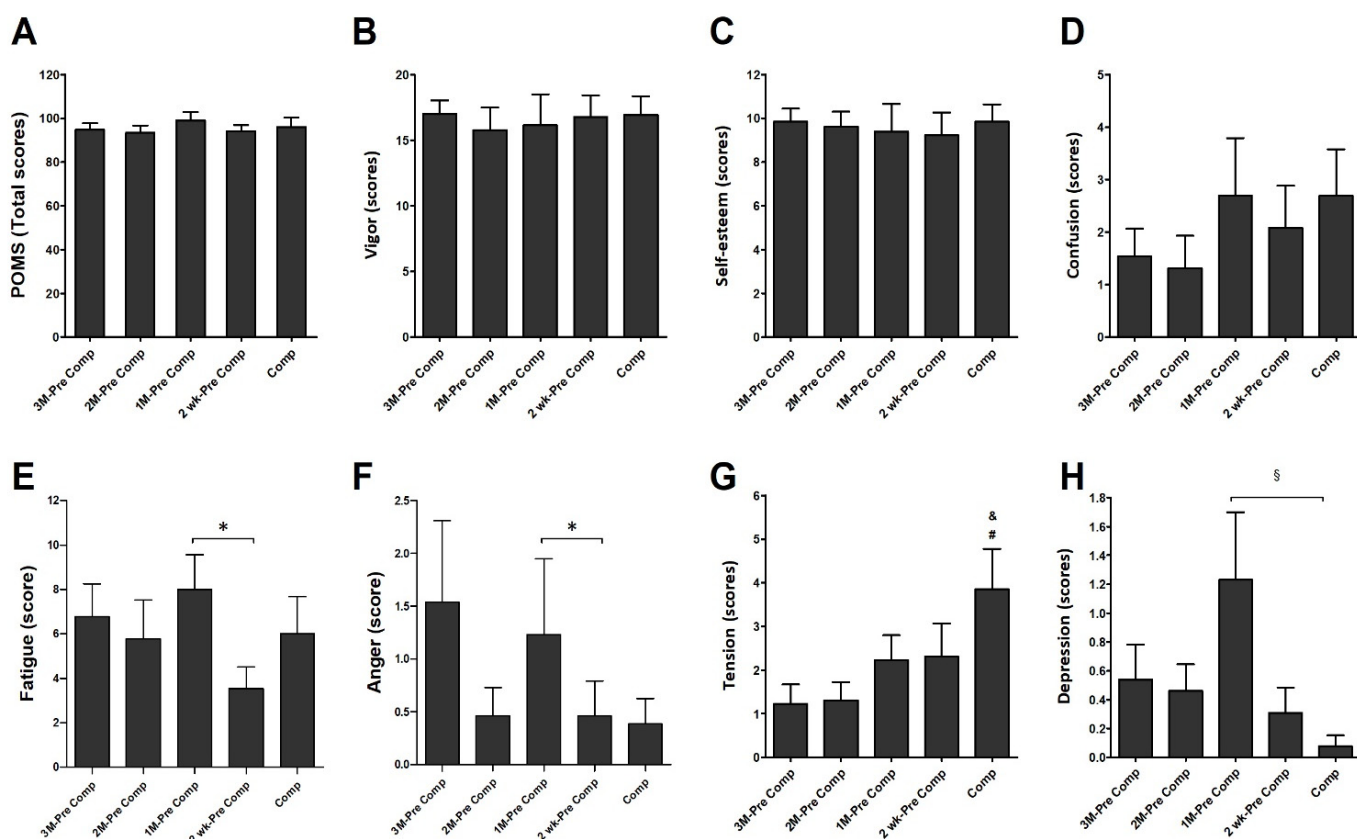 A
POMS (Total scores)
120
100
80
60
40
20
0
3M-Pre Comp
2M-Pre Comp
1M-Pre Comp
2 wk-Pre Comp
Comp
B
Vigor (scores)
20
15
10
5
0
3M-Pre Comp
2M-Pre Comp
1M-Pre Comp
2 wk-Pre Comp
Comp
C
Self-esteem (scores)
12
10
8
6
4
2
0
3M-Pre Comp
2M-Pre Comp
1M-Pre Comp
2 wk-Pre Comp
Comp
D
Confusion (scores)
5
4
3
2
1
0
3M-Pre Comp
2M-Pre Comp
1M-Pre Comp
2 wk-Pre Comp
Comp
E
Fatigue (score)
12
10
8
6
4
2
0
*
3M-Pre Comp
2M-Pre Comp
1M-Pre Comp
2 wk-Pre Comp
Comp
F
Anger (score)
2.5
2.0
1.5
1.0
0.5
0.0
*
3M-Pre Comp
2M-Pre Comp
1M-Pre Comp
2 wk-Pre Comp
Comp
G
Tension (scores)
6
5
4
3
2
1
0
&
#
3M-Pre Comp
2M-Pre Comp
1M-Pre Comp
2 wk-Pre Comp
Comp
H
Depression (scores)
1.8
1.6
1.4
1.2
1.0
0.8
0.6
0.4
0.2
0.0
§
3M-Pre Comp
2M-Pre Comp
1M-Pre Comp
2 wk-Pre Comp
Comp